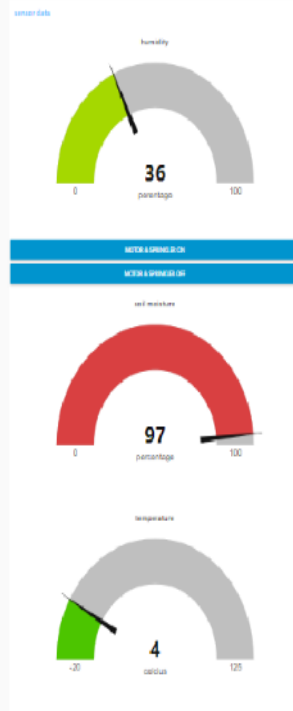 sensor data
humidity
36
0
100
percentage
MOTOR & SPRINKLER ON
MOTOR & SPRINKLER OFF
soil moisture
97
0
100
percentage
temperature
4
-20
125
celcius